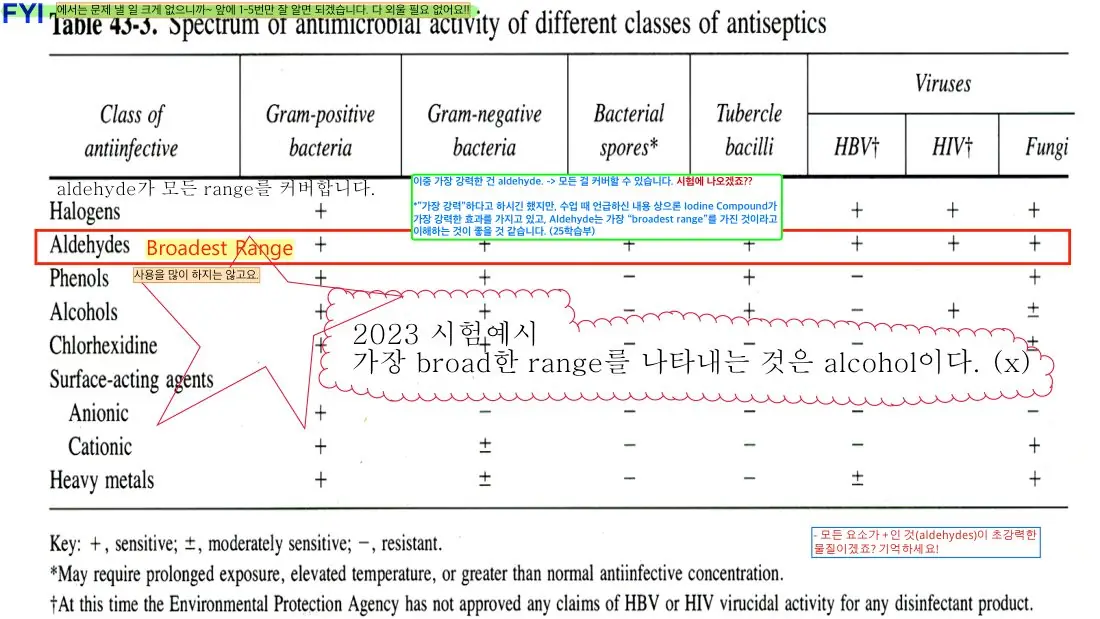 FYI 에서는 문제 낼 일 크게 없으니까~ 앞에 1-5번만 잘 알면 되겠습니다. 다 외울 필요 없어요!!
Table 43-3. Spectrum of antimicrobial activity of different classes of antiseptics
Viruses
Class of antiinfective Gram-positive bacteria Gram-negative bacteria Bacterial spores* Tubercle bacilli HBV† HIV† Fungi
aldehyde가 모든 range를 커버합니다.
이중 가장 강력한 건 aldehyde. -> 모든 걸 커버할 수 있습니다. 시험에 나오겠죠??
*"가장 강력"하다고 하시긴 했지만, 수업 때 언급하신 내용 상으론 Iodine Compound가
가장 강력한 효과를 가지고 있고, Aldehyde는 가장 "broadest range"를 가진 것이라고
이해하는 것이 좋을 것 같습니다. (25학습부)
Halogens + + + +
Aldehydes Broadest Range + + + + + + +
사용을 많이 하지는 않고요.
Phenols + + − + − +
Alcohols + + − + − + ±
2023 시험예시
가장 broad한 range를 나타내는 것은 alcohol이다. (x)
Chlorhexidine + + − − − ±
Surface-acting agents
Anionic + − − − − −
Cationic + ± − − − +
Heavy metals + ± − − ± +
Key: +, sensitive; ±, moderately sensitive; −, resistant.
- 모든 요소가 +인 것(aldehydes)이 초강력한
물질이겠죠? 기억하세요!
*May require prolonged exposure, elevated temperature, or greater than normal antiinfective concentration.
†At this time the Environmental Protection Agency has not approved any claims of HBV or HIV virucidal activity for any disinfectant product.